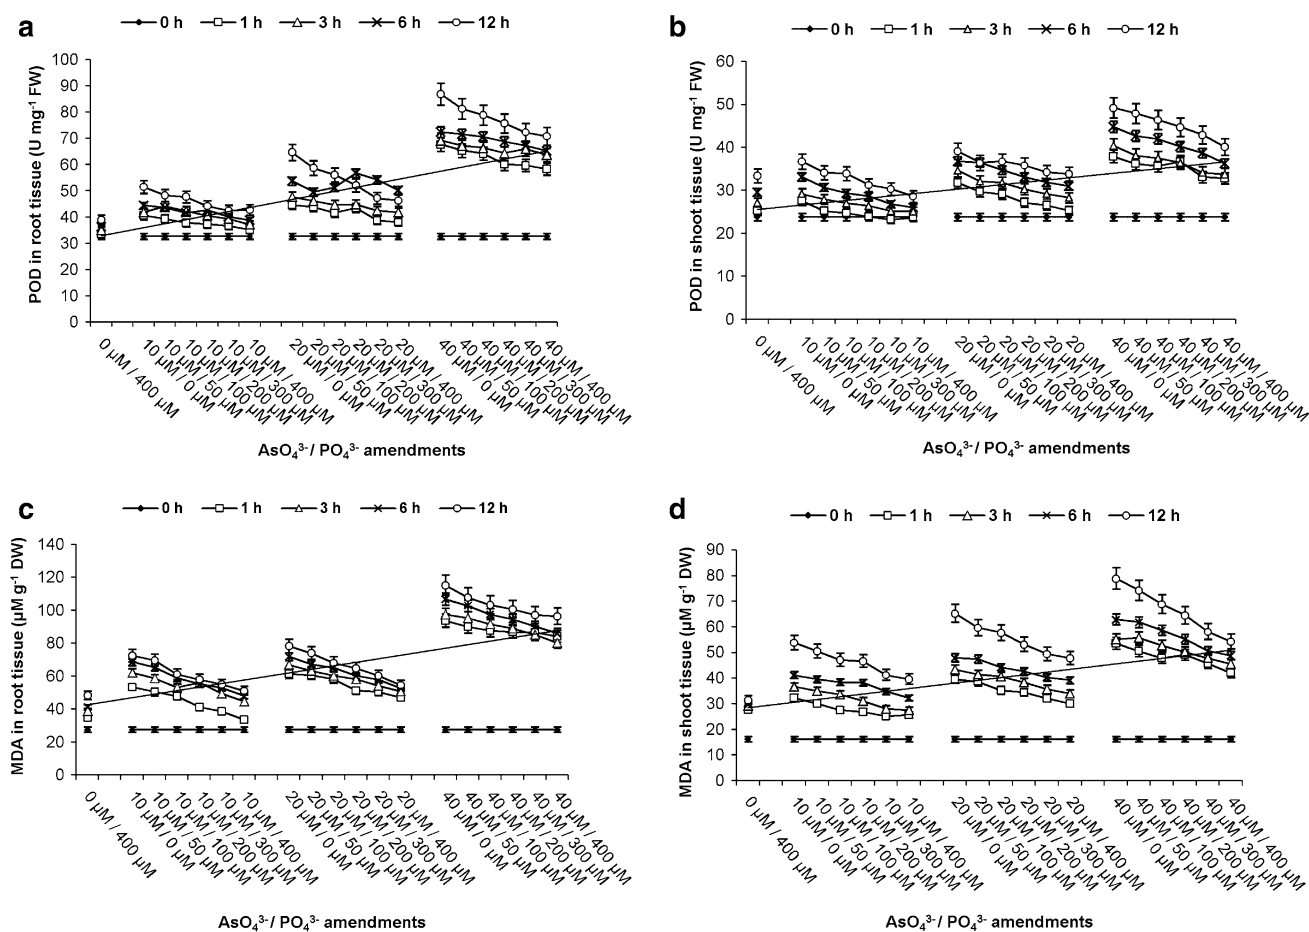 a
0 h 1 h 3 h 6 h 12 h
POD in root tissue (U mg⁻¹ FW)
100
90
80
70
60
50
40
30
20
10
0
0 µM / 400 µM
10 µM / 0 µM
10 µM / 50 µM
10 µM / 100 µM
10 µM / 200 µM
10 µM / 300 µM
10 µM / 400 µM
20 µM / 0 µM
20 µM / 50 µM
20 µM / 100 µM
20 µM / 200 µM
20 µM / 300 µM
20 µM / 400 µM
40 µM / 0 µM
40 µM / 50 µM
40 µM / 100 µM
40 µM / 200 µM
40 µM / 300 µM
40 µM / 400 µM
AsO₄³⁻/ PO₄³⁻ amendments
b
0 h 1 h 3 h 6 h 12 h
POD in shoot tissue (U mg⁻¹ FW)
60
50
40
30
20
10
0
0 µM / 400 µM
10 µM / 0 µM
10 µM / 50 µM
10 µM / 100 µM
10 µM / 200 µM
10 µM / 300 µM
10 µM / 400 µM
20 µM / 0 µM
20 µM / 50 µM
20 µM / 100 µM
20 µM / 200 µM
20 µM / 300 µM
20 µM / 400 µM
40 µM / 0 µM
40 µM / 50 µM
40 µM / 100 µM
40 µM / 200 µM
40 µM / 300 µM
40 µM / 400 µM
AsO₄³⁻/ PO₄³⁻ amendments
c
0 h 1 h 3 h 6 h 12 h
MDA in root tissue (µM g⁻¹ DW)
140
120
100
80
60
40
20
0
0 µM / 400 µM
10 µM / 0 µM
10 µM / 50 µM
10 µM / 100 µM
10 µM / 200 µM
10 µM / 300 µM
10 µM / 400 µM
20 µM / 0 µM
20 µM / 50 µM
20 µM / 100 µM
20 µM / 200 µM
20 µM / 300 µM
20 µM / 400 µM
40 µM / 0 µM
40 µM / 50 µM
40 µM / 100 µM
40 µM / 200 µM
40 µM / 300 µM
40 µM / 400 µM
AsO₄³⁻/ PO₄³⁻ amendments
d
0 h 1 h 3 h 6 h 12 h
MDA in shoot tissue (µM g⁻¹ DW)
90
80
70
60
50
40
30
20
10
0
0 µM / 400 µM
10 µM / 0 µM
10 µM / 50 µM
10 µM / 100 µM
10 µM / 200 µM
10 µM / 300 µM
10 µM / 400 µM
20 µM / 0 µM
20 µM / 50 µM
20 µM / 100 µM
20 µM / 200 µM
20 µM / 300 µM
20 µM / 400 µM
40 µM / 0 µM
40 µM / 50 µM
40 µM / 100 µM
40 µM / 200 µM
40 µM / 300 µM
40 µM / 400 µM
AsO₄³⁻/ PO₄³⁻ amendments